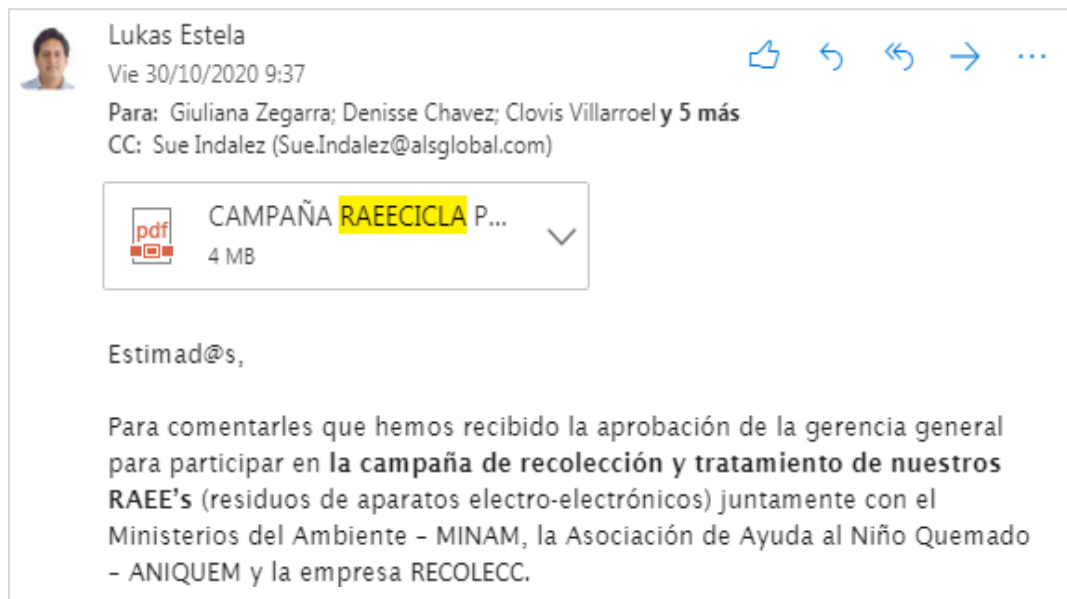 Lukas Estela
Vie 30/10/2020 9:37
Para: Giuliana Zegarra; Denisse Chavez; Clovis Villarroel y 5 más
CC: Sue Indalez (Sue.Indalez@alsglobal.com)
pdf
CAMPAÑA RAEECICLA P...
4 MB
Estimad@s,
Para comentarles que hemos recibido la aprobación de la gerencia general
para participar en la campaña de recolección y tratamiento de nuestros
RAEE's (residuos de aparatos electro-electrónicos) juntamente con el
Ministerios del Ambiente – MINAM, la Asociación de Ayuda al Niño Quemado
– ANIQUEM y la empresa RECOLECC.